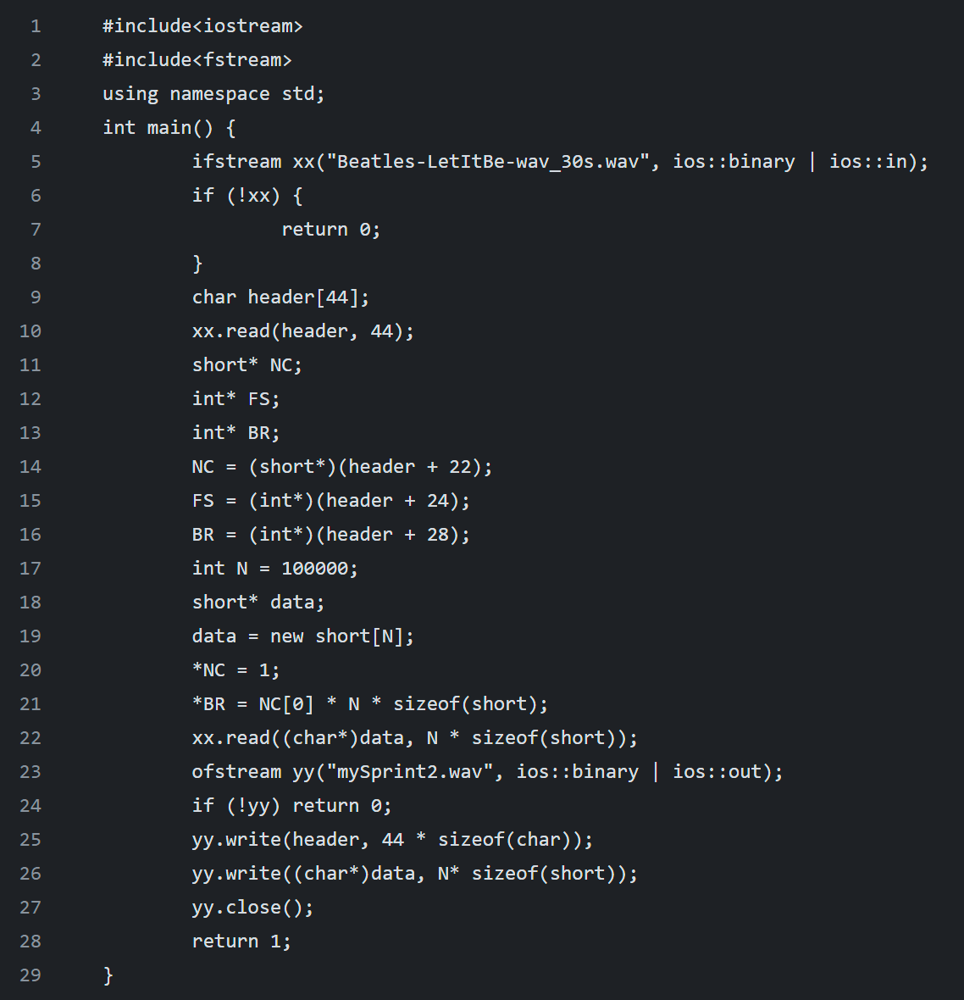 1 #include<iostream>
2 #include<fstream>
3 using namespace std;
4 int main() {
5 ifstream xx("Beatles-LetItBe-wav_30s.wav", ios::binary | ios::in);
6 if (!xx) {
7 return 0;
8 }
9 char header[44];
10 xx.read(header, 44);
11 short* NC;
12 int* FS;
13 int* BR;
14 NC = (short*)(header + 22);
15 FS = (int*)(header + 24);
16 BR = (int*)(header + 28);
17 int N = 100000;
18 short* data;
19 data = new short[N];
20 *NC = 1;
21 *BR = NC[0] * N * sizeof(short);
22 xx.read((char*)data, N * sizeof(short));
23 ofstream yy("mySprint2.wav", ios::binary | ios::out);
24 if (!yy) return 0;
25 yy.write(header, 44 * sizeof(char));
26 yy.write((char*)data, N* sizeof(short));
27 yy.close();
28 return 1;
29 }